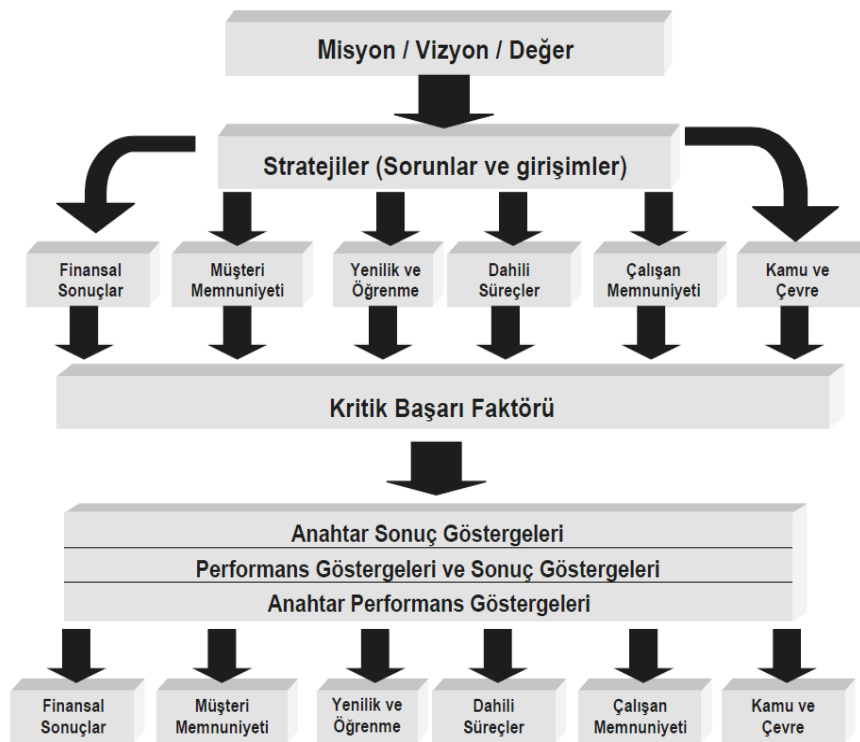 Misyon / Vizyon / Değer
Stratejiler (Sorunlar ve girişimler)
Finansal
Sonuçlar
Müşteri
Memnuniyeti
Yenilik ve
Öğrenme
Dahili
Süreçler
Çalışan
Memnuniyeti
Kamu ve
Çevre
Kritik Başarı Faktörü
Anahtar Sonuç Göstergeleri
Performans Göstergeleri ve Sonuç Göstergeleri
Anahtar Performans Göstergeleri
Finansal
Sonuçlar
Müşteri
Memnuniyeti
Yenilik ve
Öğrenme
Dahili
Süreçler
Çalışan
Memnuniyeti
Kamu ve
Çevre